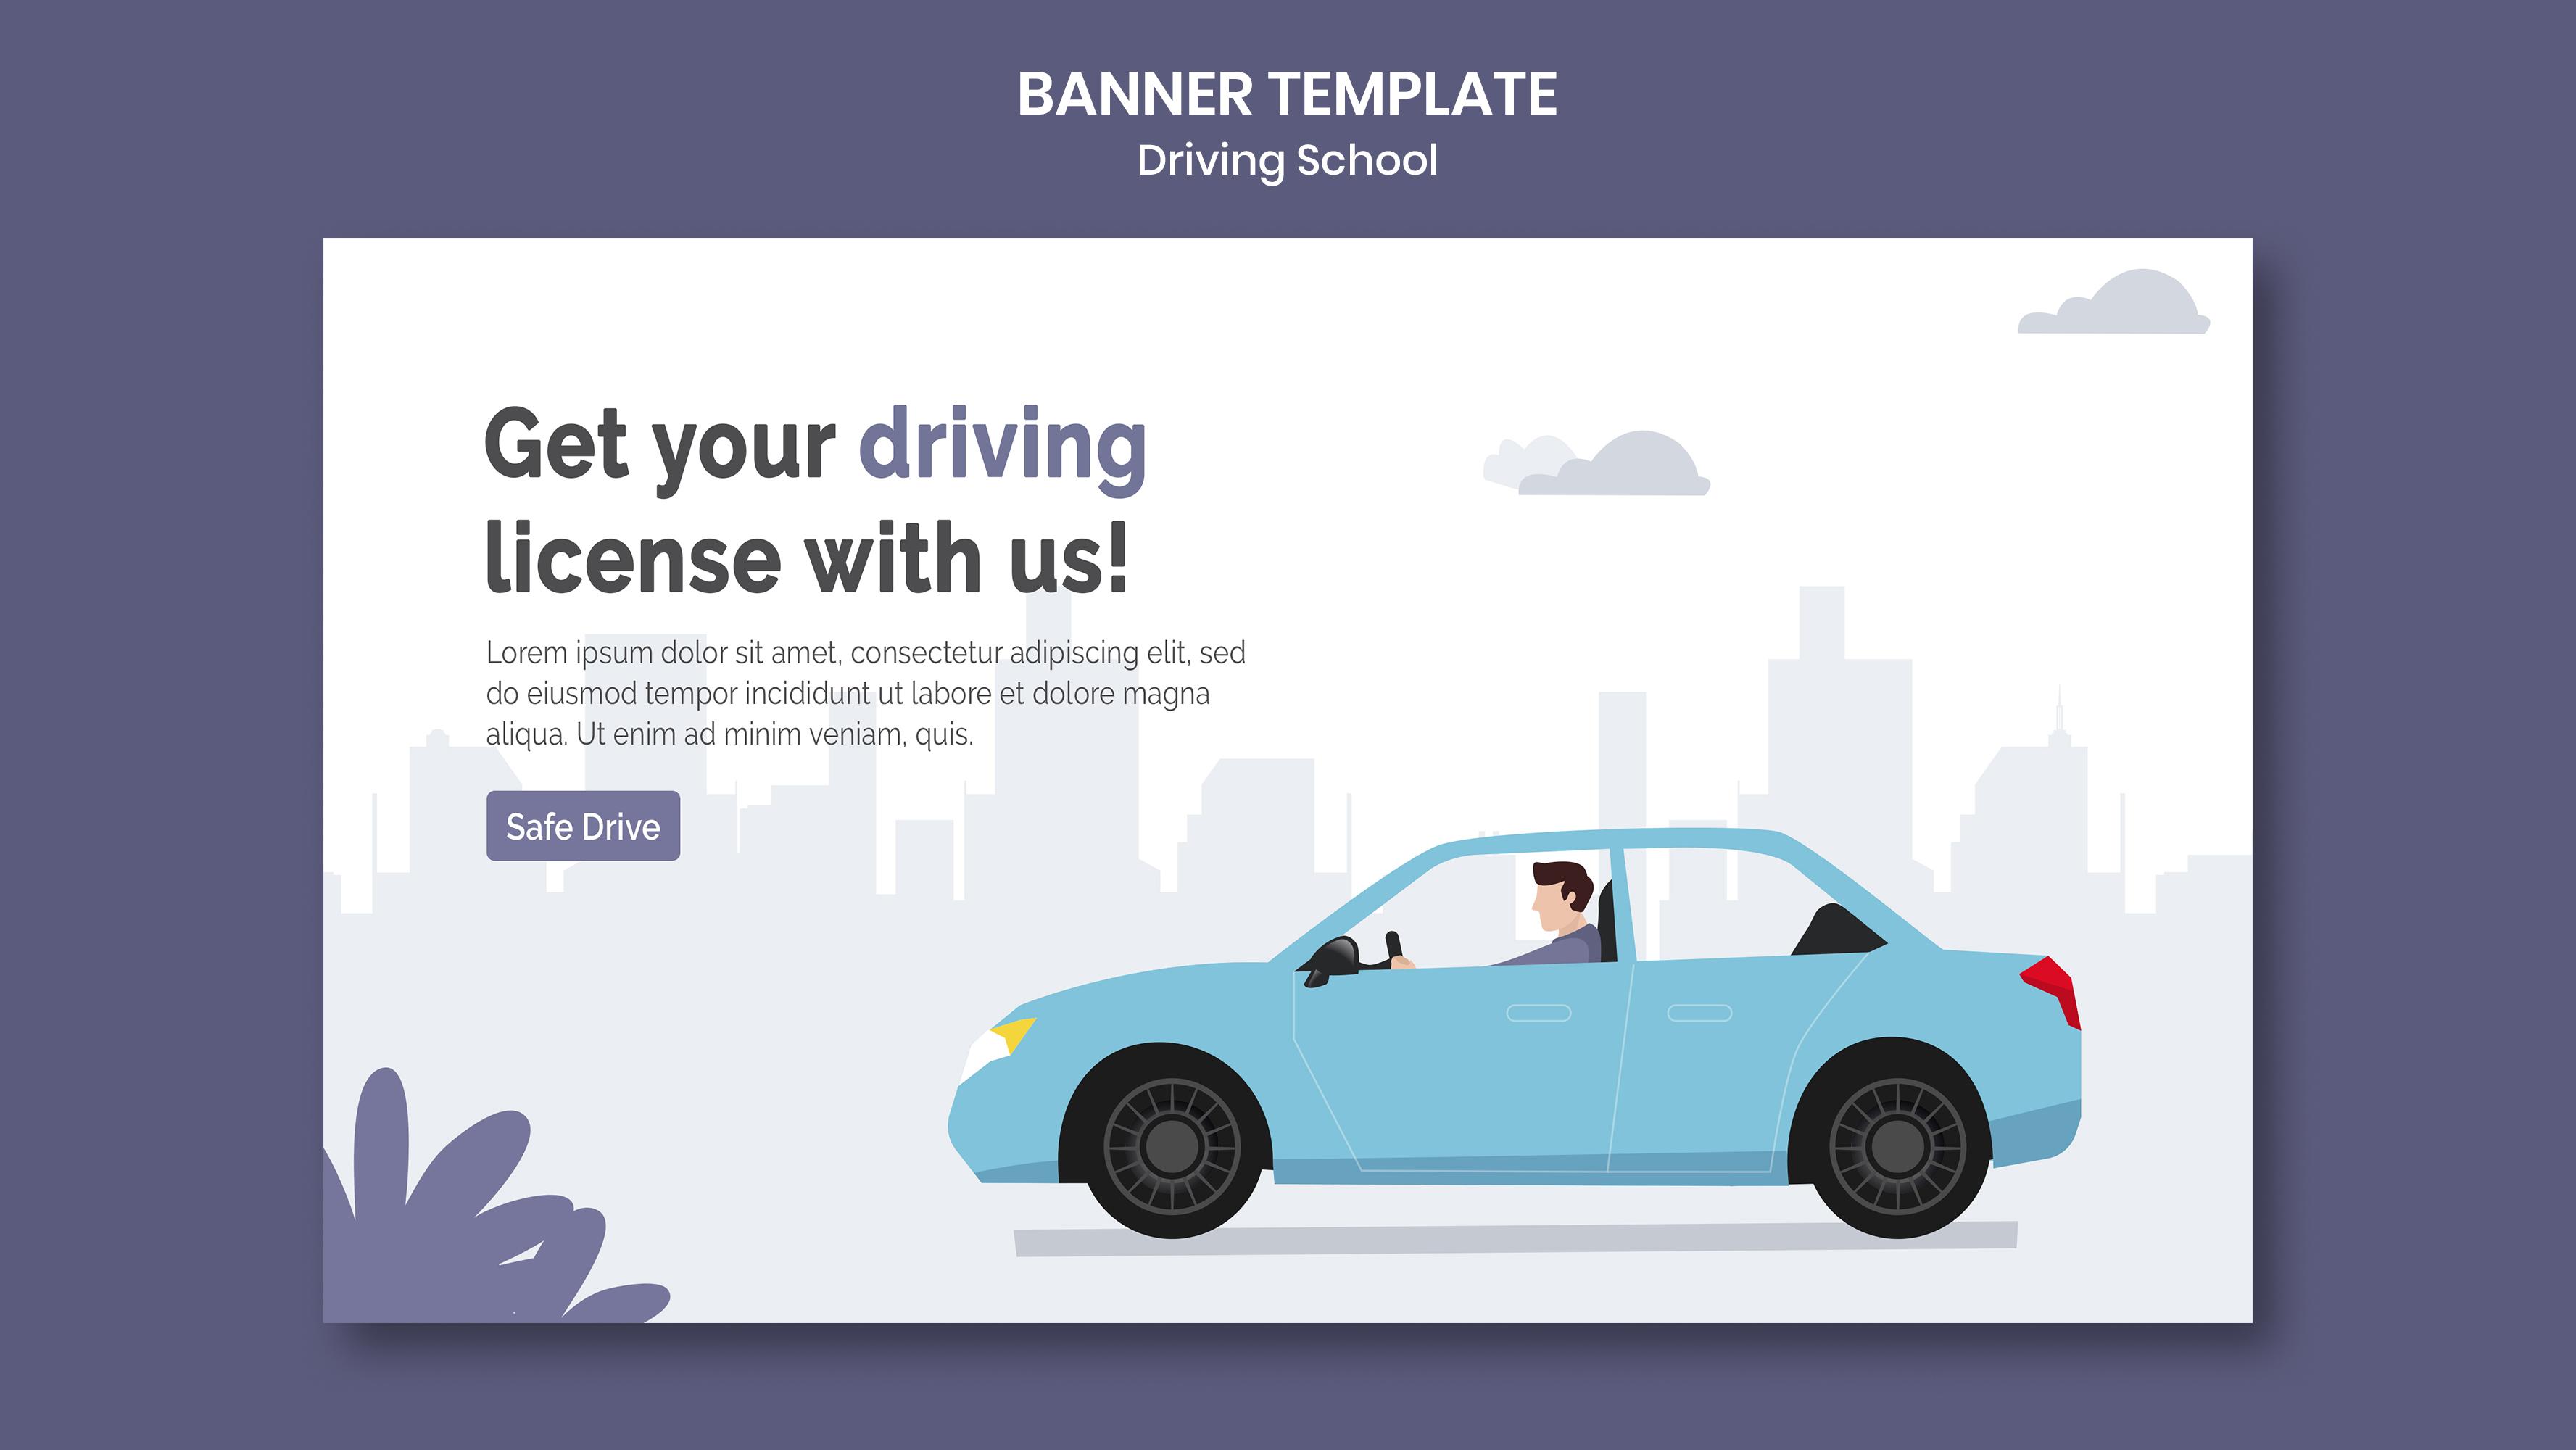 BANNER TEMPLATE
Driving School
Get your driving
license with us!
Lorem ipsum dolor sit amet, consectetur adipiscing elit, sed
do eiusmod tempor incididunt ut labore et dolore magna
aliqua. Ut enim ad minim veniam, quis.
Safe Drive